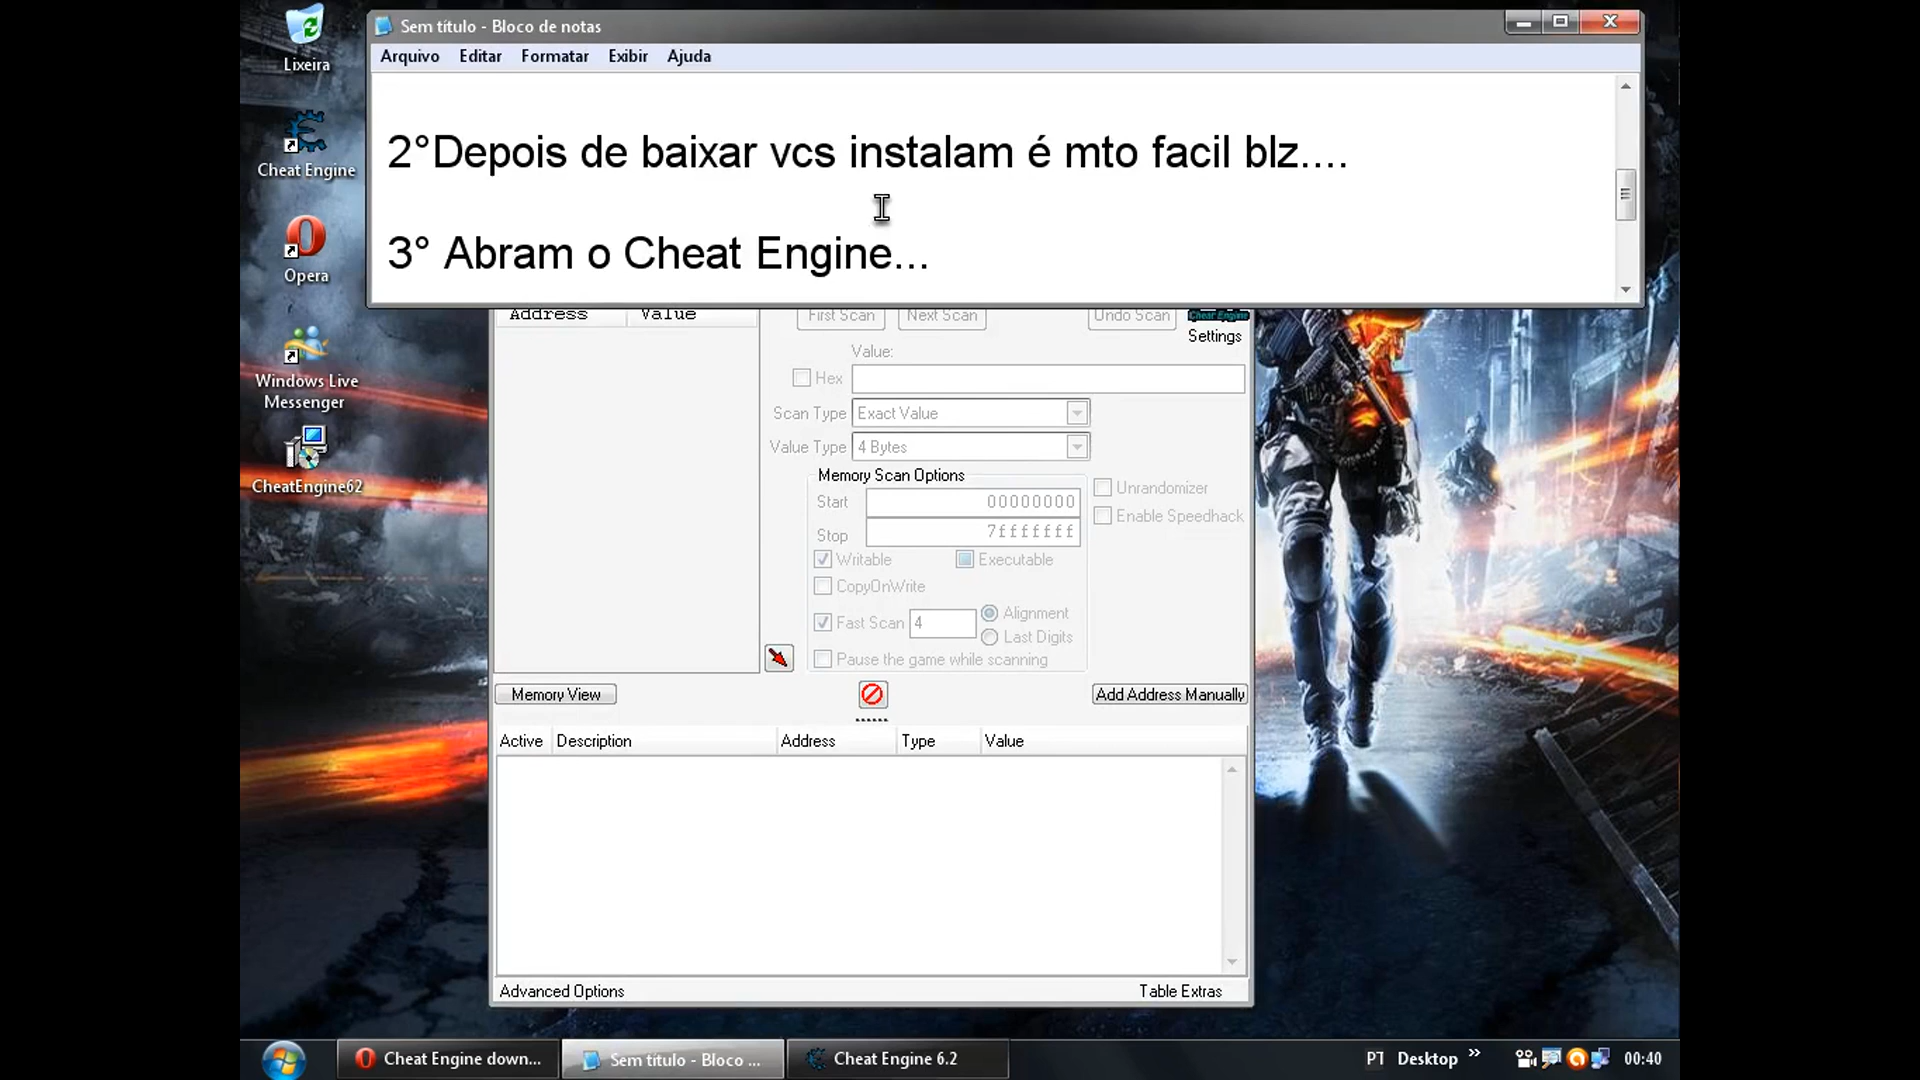 Lixeira
Cheat Engine
Opera
Windows Live
Messenger
CheatEngine62
Sem título - Bloco de notas
Arquivo Editar Formatar Exibir Ajuda
2°Depois de baixar vcs instalam é mto facil blz....
3° Abram o Cheat Engine...
Address Value
First Scan Next Scan Undo Scan
Cheat Engine
Settings
Value:
Hex
Scan Type Exact Value
Value Type 4 Bytes
Memory Scan Options
Start 00000000
Stop 7fffffff
Writable Executable
CopyOnWrite
Fast Scan 4 Alignment
Last Digits
Pause the game while scanning
Unrandomizer
Enable Speedhack
Memory View Add Address Manually
Active Description Address Type Value
Advanced Options Table Extras
Cheat Engine down... Sem título - Bloco ... Cheat Engine 6.2 PT Desktop » 00:40